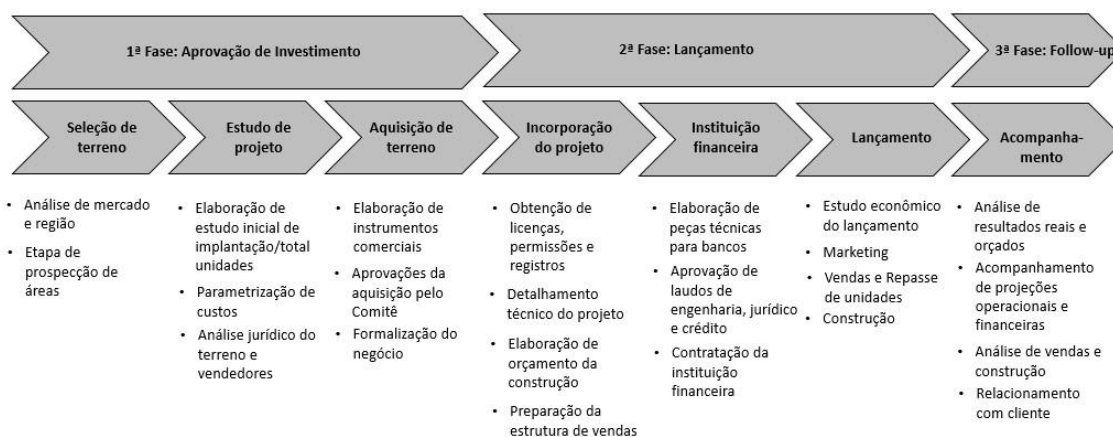 1ª Fase: Aprovação de Investimento
2ª Fase: Lançamento
3ª Fase: Follow-up
Seleção de
terreno
Estudo de
projeto
Aquisição de
terreno
Incorporação
do projeto
Instituição
financeira
Lançamento
Acompanha-
mento
• Análise de mercado
e região
• Etapa de
prospecção de
áreas
• Elaboração de
estudo inicial de
implantação/total
unidades
• Parametrização de
custos
• Análise jurídico do
terreno e
vendedores
• Elaboração de
instrumentos
comerciais
• Aprovações da
aquisição pelo
Comitê
• Formalização do
negócio
• Obtenção de
licenças,
permissões e
registros
• Detalhamento
técnico do projeto
• Elaboração de
orçamento da
construção
• Preparação da
estrutura de vendas
• Elaboração de
peças técnicas
para bancos
• Aprovação de
laudos de
engenharia, jurídico
e crédito
• Contratação da
instituição
financeira
• Estudo econômico
do lançamento
• Marketing
• Vendas e Repasse
de unidades
• Construção
• Análise de
resultados reais e
orçados
• Acompanhamento
de projeções
operacionais e
financeiras
• Análise de vendas e
construção
• Relacionamento
com cliente